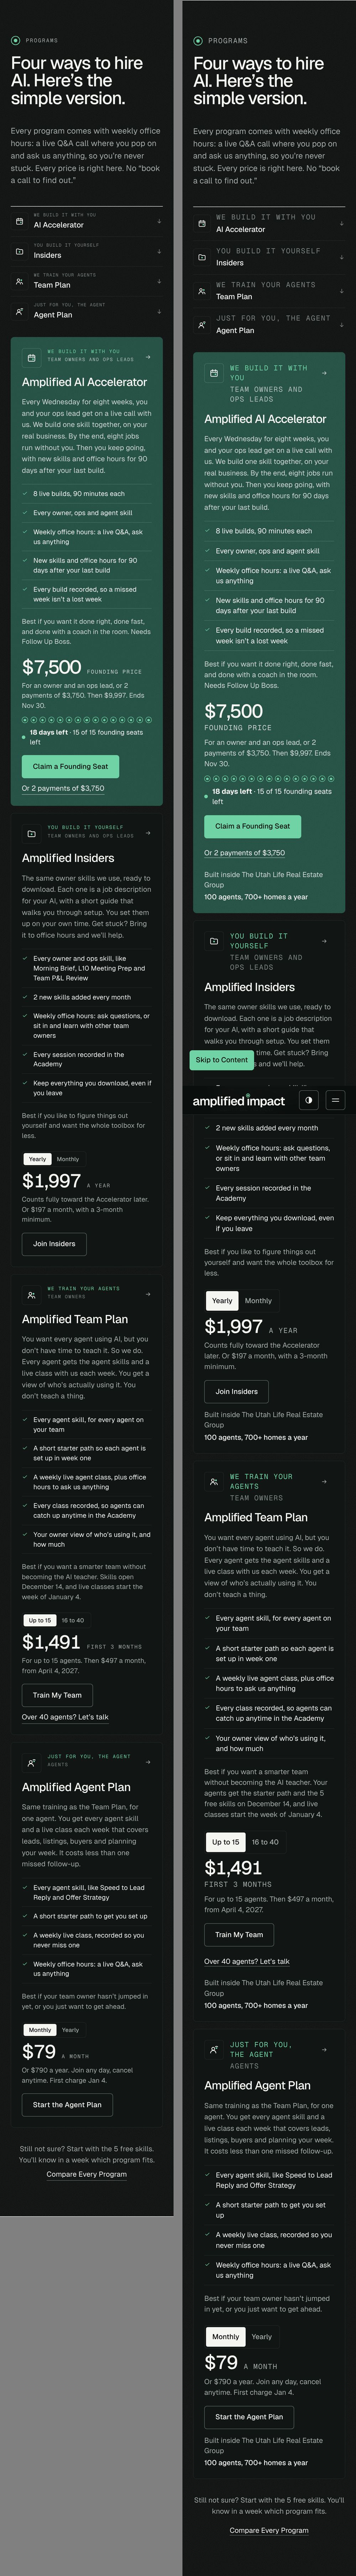 PROGRAMS
Four ways to hire
AI. Here's the
simple version.
Every program comes with weekly office
hours: a live Q&A call where you pop on
and ask us anything, so you're never
stuck. Every price is right here. No "book
a call to find out."
WE BUILD IT WITH YOU
AI Accelerator
YOU BUILD IT YOURSELF
Insiders
WE TRAIN YOUR AGENTS
Team Plan
JUST FOR YOU, THE AGENT
Agent Plan
WE BUILD IT WITH YOU
TEAM OWNERS AND OPS LEADS
Amplified AI Accelerator
Every Wednesday for eight weeks, you
and your ops lead get on a live call with
us. We build one skill together, on your
real business. By the end, eight jobs
run without you. Then you keep going,
with new skills and office hours for 90
days after your last build.
8 live builds, 90 minutes each
Every owner, ops and agent skill
Weekly office hours: a live Q&A, ask
us anything
New skills and office hours for 90
days after your last build
Every build recorded, so a missed
week isn't a lost week
Best if you want it done right, done fast,
and done with a coach in the room. Needs
Follow Up Boss.
$7,500 FOUNDING PRICE
For an owner and an ops lead, or 2
payments of $3,750. Then $9,997. Ends
Nov 30.
18 days left · 15 of 15 founding seats
left
Claim a Founding Seat
Or 2 payments of $3,750
YOU BUILD IT YOURSELF
TEAM OWNERS AND OPS LEADS
Amplified Insiders
The same owner skills we use, ready to
download. Each one is a job description
for your AI, with a short guide that
walks you through setup. You set them
up on your own time. Get stuck? Bring
it to office hours and we'll help.
Every owner and ops skill, like
Morning Brief, L10 Meeting Prep and
Team P&L Review
2 new skills added every month
Weekly office hours: ask questions, or
sit in and learn with other team
owners
Every session recorded in the
Academy
Keep everything you download, even if
you leave
Best if you like to figure things out
yourself and want the whole toolbox for
less.
Yearly Monthly
$1,997 A YEAR
Counts fully toward the Accelerator later.
Or $197 a month, with a 3-month
minimum.
Join Insiders
WE TRAIN YOUR AGENTS
TEAM OWNERS
Amplified Team Plan
You want every agent using AI, but you
don't have time to teach it. So we do.
Every agent gets the agent skills and a
live class with us each week. You get a
view of who's actually using it. You
don't teach a thing.
Every agent skill, for every agent on
your team
A short starter path so each agent is
set up in week one
A weekly live agent class, plus office
hours to ask us anything
Every class recorded, so agents can
catch up anytime in the Academy
Your owner view of who's using it, and
how much
Best if you want a smarter team without
becoming the AI teacher. Skills open
December 14, and live classes start the
week of January 4.
Up to 15 16 to 40
$1,491 FIRST 3 MONTHS
For up to 15 agents. Then $497 a month,
from April 4, 2027.
Train My Team
Over 40 agents? Let's talk
JUST FOR YOU, THE AGENT
AGENTS
Amplified Agent Plan
Same training as the Team Plan, for
one agent. You get every agent skill
and a live class each week that covers
leads, listings, buyers and planning
your week. It costs less than one
missed follow-up.
Every agent skill, like Speed to Lead
Reply and Offer Strategy
A short starter path to get you set up
A weekly live class, recorded so you
never miss one
Weekly office hours: a live Q&A, ask
us anything
Best if your team owner hasn't jumped in
yet, or you just want to get ahead.
Monthly Yearly
$79 A MONTH
Or $790 a year. Join any day, cancel
anytime. First charge Jan 4.
Start the Agent Plan
Still not sure? Start with the 5 free skills.
You'll know in a week which program fits.
Compare Every Program
PROGRAMS
Four ways to hire
AI. Here's the
simple version.
Every program comes with weekly office
hours: a live Q&A call where you pop on
and ask us anything, so you're never
stuck. Every price is right here. No "book
a call to find out."
WE BUILD IT WITH YOU
AI Accelerator
YOU BUILD IT YOURSELF
Insiders
WE TRAIN YOUR AGENTS
Team Plan
JUST FOR YOU, THE AGENT
Agent Plan
WE BUILD IT WITH
YOU
TEAM OWNERS AND
OPS LEADS
Amplified AI Accelerator
Every Wednesday for eight weeks, you
and your ops lead get on a live call with
us. We build one skill together, on your
real business. By the end, eight jobs run
without you. Then you keep going, with
new skills and office hours for 90 days
after your last build.
8 live builds, 90 minutes each
Every owner, ops and agent skill
Weekly office hours: a live Q&A, ask
us anything
New skills and office hours for 90
days after your last build
Every build recorded, so a missed
week isn't a lost week
Best if you want it done right, done fast,
and done with a coach in the room.
Needs Follow Up Boss.
$7,500
FOUNDING PRICE
For an owner and an ops lead, or 2
payments of $3,750. Then $9,997. Ends
Nov 30.
18 days left · 15 of 15 founding seats
left
Claim a Founding Seat
Or 2 payments of $3,750
Built inside The Utah Life Real Estate
Group
100 agents, 700+ homes a year
YOU BUILD IT
YOURSELF
TEAM OWNERS AND
OPS LEADS
Amplified Insiders
The same owner skills we use, ready to
download. Each one is a job description
for your AI, with a short guide that
walks you through setup. You set them
time. Get stuck? Bring
and we'll help.
Skip to Content
amplified impact
2 new skills added every month
Weekly office hours: ask questions,
or sit in and learn with other team
owners
Every session recorded in the
Academy
Keep everything you download, even
if you leave
Best if you like to figure things out
yourself and want the whole toolbox for
less.
Yearly Monthly
$1,997 A YEAR
Counts fully toward the Accelerator
later. Or $197 a month, with a 3-month
minimum.
Join Insiders
Built inside The Utah Life Real Estate
Group
100 agents, 700+ homes a year
WE TRAIN YOUR
AGENTS
TEAM OWNERS
Amplified Team Plan
You want every agent using AI, but you
don't have time to teach it. So we do.
Every agent gets the agent skills and a
live class with us each week. You get a
view of who's actually using it. You
don't teach a thing.
Every agent skill, for every agent on
your team
A short starter path so each agent is
set up in week one
A weekly live agent class, plus office
hours to ask us anything
Every class recorded, so agents can
catch up anytime in the Academy
Your owner view of who's using it,
and how much
Best if you want a smarter team
without becoming the AI teacher. Your
agents get the starter path and the 5
free skills on December 14, and live
classes start the week of January 4.
Up to 15 16 to 40
$1,491
FIRST 3 MONTHS
For up to 15 agents. Then $497 a month,
from April 4, 2027.
Train My Team
Over 40 agents? Let's talk
Built inside The Utah Life Real Estate
Group
100 agents, 700+ homes a year
JUST FOR YOU,
THE AGENT
AGENTS
Amplified Agent Plan
Same training as the Team Plan, for one
agent. You get every agent skill and a
live class each week that covers leads,
listings, buyers and planning your week.
It costs less than one missed follow-up.
Every agent skill, like Speed to Lead
Reply and Offer Strategy
A short starter path to get you set
up
A weekly live class, recorded so you
never miss one
Weekly office hours: a live Q&A, ask
us anything
Best if your team owner hasn't jumped
in yet, or you just want to get ahead.
Monthly Yearly
$79 A MONTH
Or $790 a year. Join any day, cancel
anytime. First charge Jan 4.
Start the Agent Plan
Built inside The Utah Life Real Estate
Group
100 agents, 700+ homes a year
Still not sure? Start with the 5 free skills. You'll
know in a week which program fits.
Compare Every Program